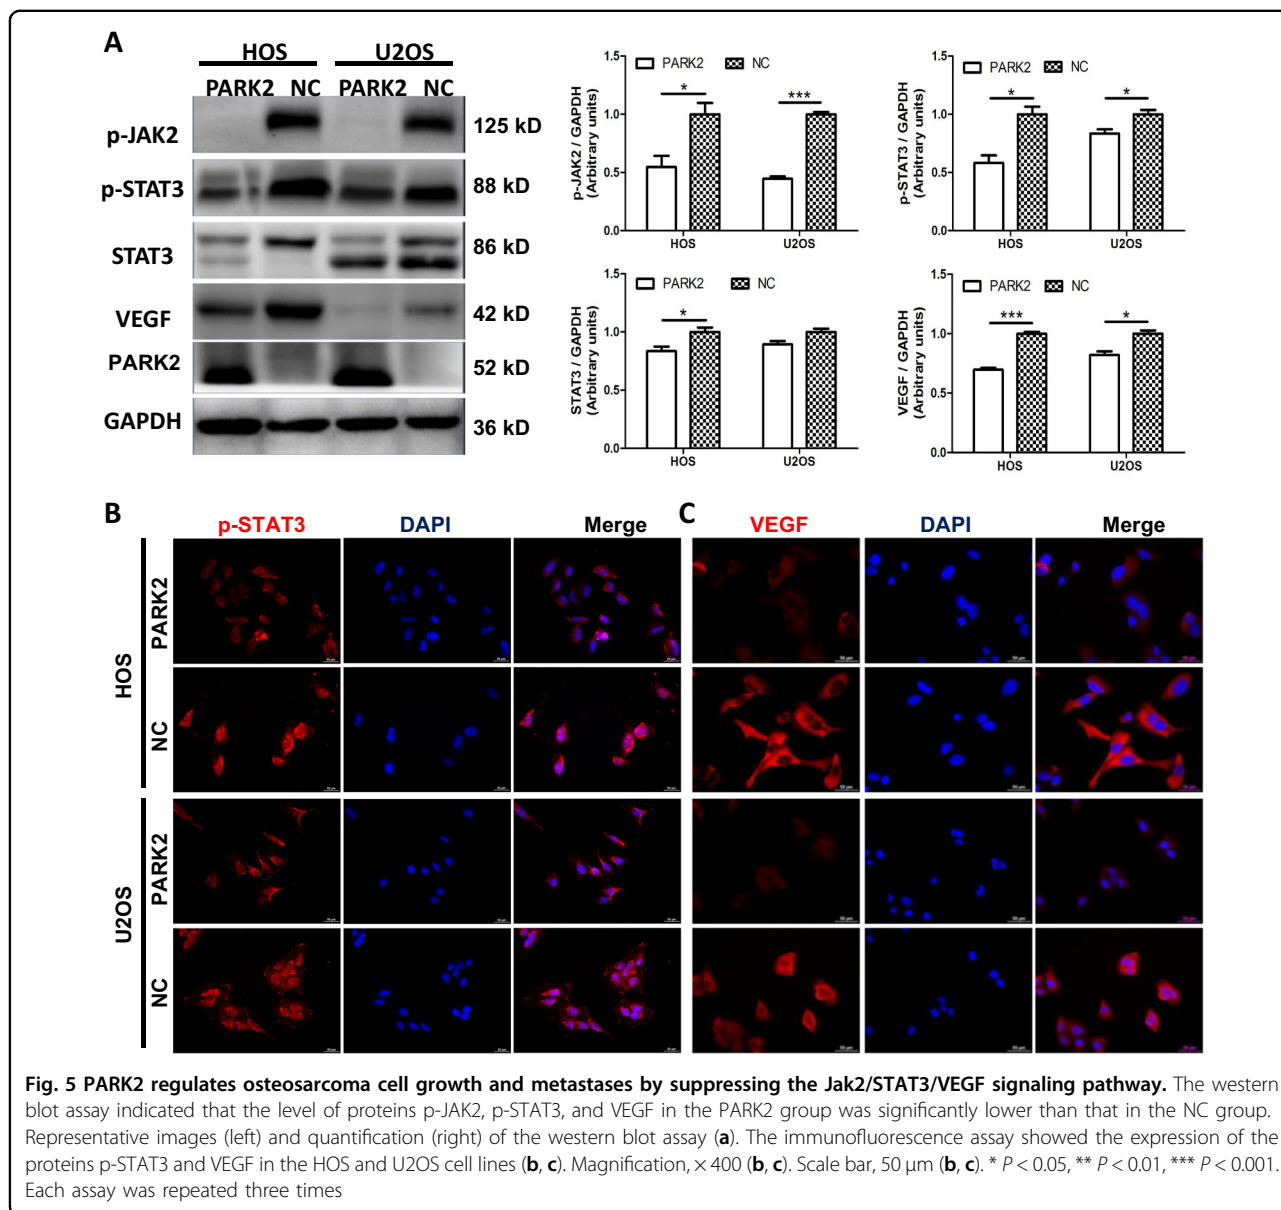 A
HOS U2OS
PARK2 NC PARK2 NC
p-JAK2 125 kD
p-STAT3 88 kD
STAT3 86 kD
VEGF 42 kD
PARK2 52 kD
GAPDH 36 kD
PARK2 NC
p-JAK2 / GAPDH
(Arbitrary units)
1.5
1.0
0.5
0.0
* ***
HOS U2OS
PARK2 NC
p-STAT3 / GAPDH
(Arbitrary units)
1.5
1.0
0.5
0.0
* *
HOS U2OS
PARK2 NC
STAT3 / GAPDH
(Arbitrary units)
1.5
1.0
0.5
0.0
*
HOS U2OS
PARK2 NC
VEGF / GAPDH
(Arbitrary units)
1.5
1.0
0.5
0.0
*** *
HOS U2OS
B C
p-STAT3 DAPI Merge VEGF DAPI Merge
HOS
PARK2
NC
U2OS
PARK2
NC
50 µm
Fig. 5 PARK2 regulates osteosarcoma cell growth and metastases by suppressing the Jak2/STAT3/VEGF signaling pathway. The western
blot assay indicated that the level of proteins p-JAK2, p-STAT3, and VEGF in the PARK2 group was significantly lower than that in the NC group.
Representative images (left) and quantification (right) of the western blot assay (a). The immunofluorescence assay showed the expression of the
proteins p-STAT3 and VEGF in the HOS and U2OS cell lines (b, c). Magnification, × 400 (b, c). Scale bar, 50 µm (b, c). * P < 0.05, ** P < 0.01, *** P < 0.001.
Each assay was repeated three times